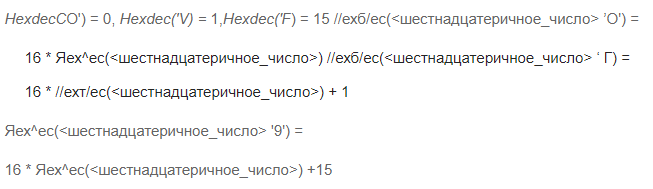 HexdecCO') = 0, Hexdec('V) = 1,Hexdec('F) = 15 //ехб/ес(<шестнадцатеричное_число> 'О') =
16 * Яех^ес(<шестнадцатеричное_число>) //ехб/ес(<шестнадцатеричное_число> ‘ Г) =
16 * //ехт/ес(<шестнадцатеричное_число>) + 1
Яех^ес(<шестнадцатеричное_число> '9') =
16 * Яех^ес(<шестнадцатеричное_число>) +15